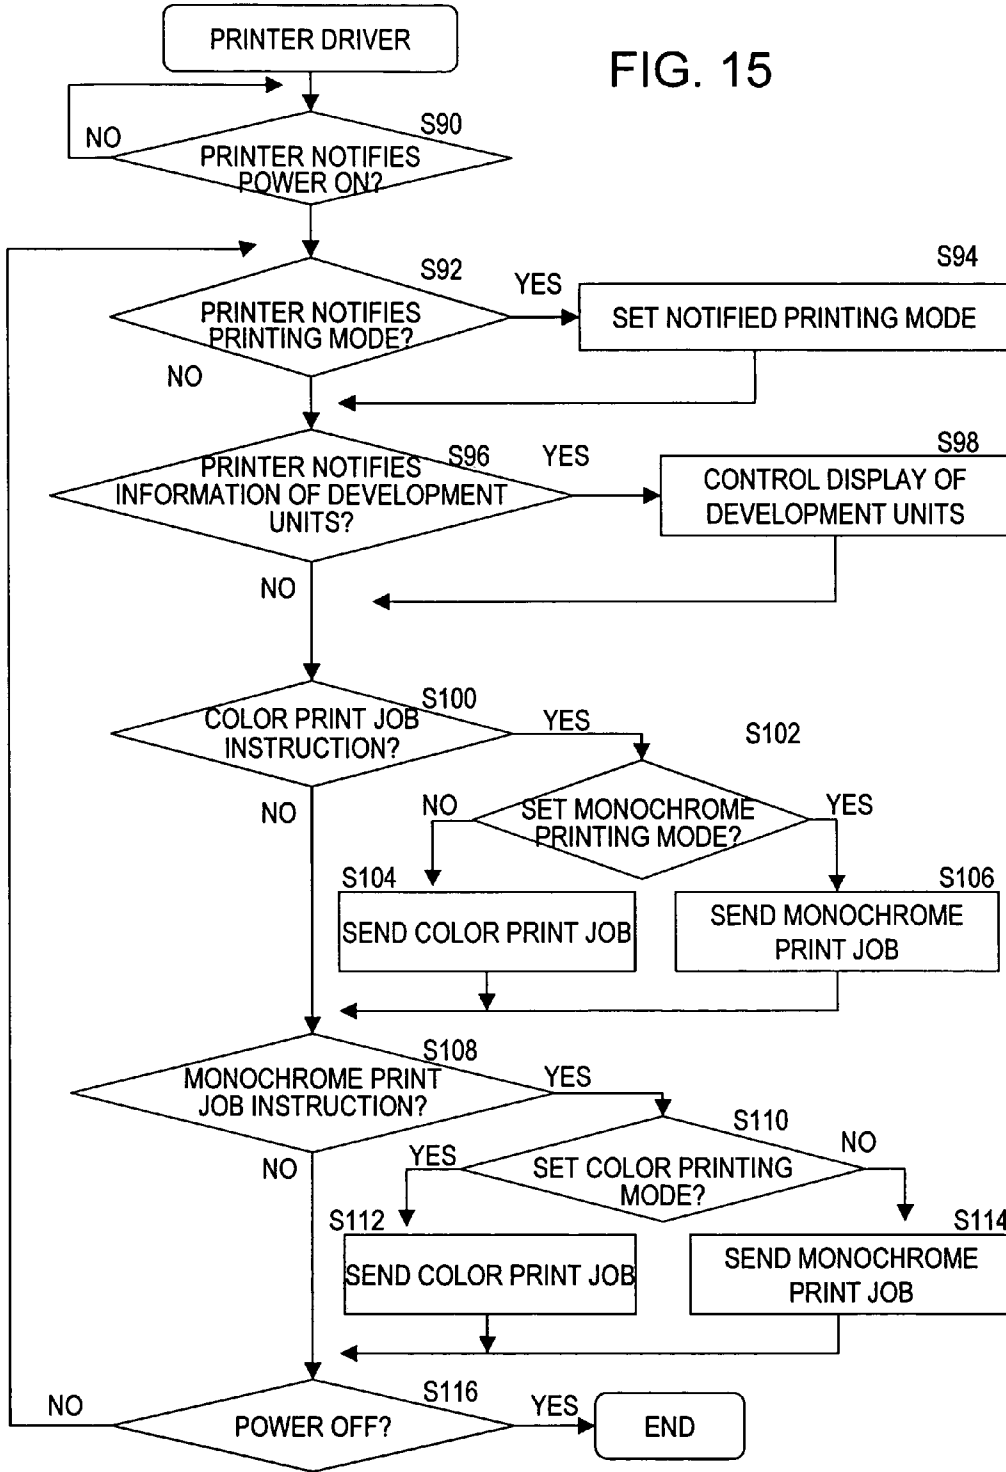 PRINTER DRIVER
FIG. 15
S90
NO
PRINTER NOTIFIES
POWER ON?
S92
YES
S94
PRINTER NOTIFIES
PRINTING MODE?
SET NOTIFIED PRINTING MODE
NO
S96
YES
S98
PRINTER NOTIFIES
INFORMATION OF DEVELOPMENT
UNITS?
CONTROL DISPLAY OF
DEVELOPMENT UNITS
NO
S100
COLOR PRINT JOB
INSTRUCTION?
YES
S102
NO
NO
SET MONOCHROME
PRINTING MODE?
YES
S104
SEND COLOR PRINT JOB
S106
SEND MONOCHROME
PRINT JOB
S108
MONOCHROME PRINT
JOB INSTRUCTION?
YES
S110
NO
YES
SET COLOR PRINTING
MODE?
NO
S112
SEND COLOR PRINT JOB
S114
SEND MONOCHROME
PRINT JOB
NO
S116
POWER OFF?
YES
END